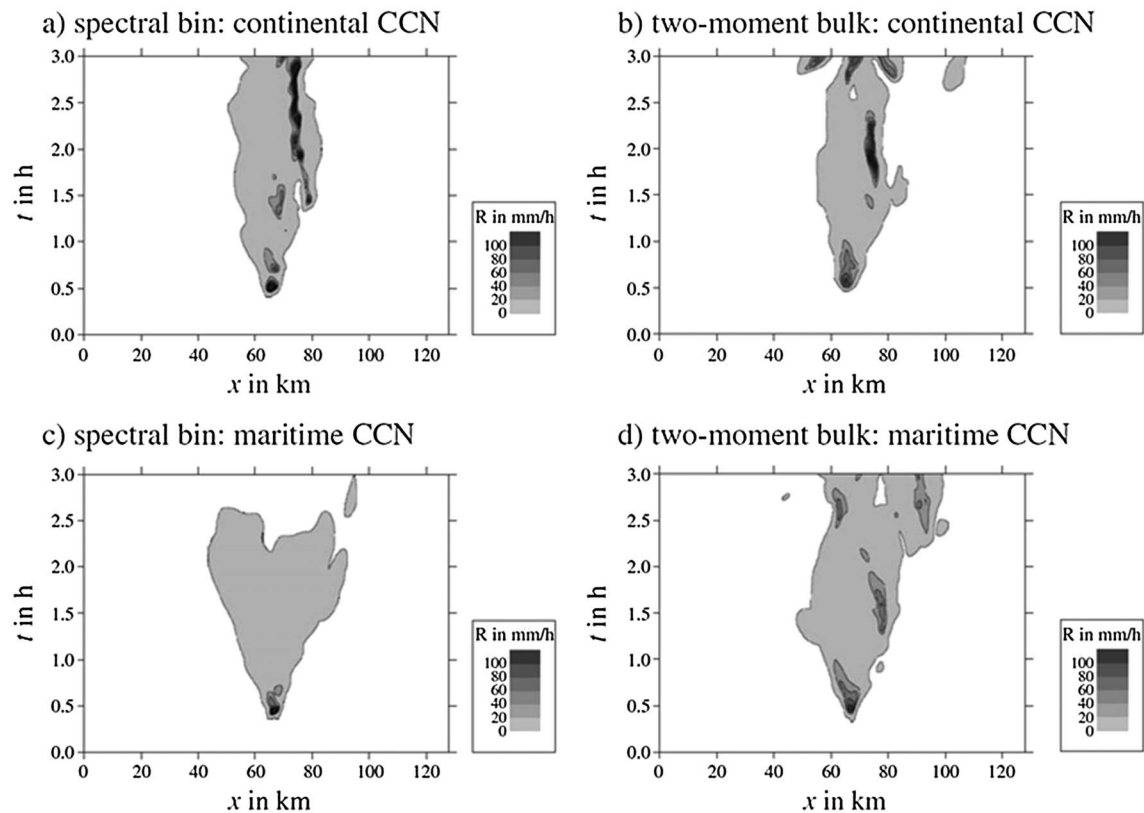 a) spectral bin: continental CCN
3.0
2.5
2.0
1.5
1.0
0.5
0.0
t in h
0 20 40 60 80 100 120
x in km
R in mm/h
100
80
60
40
20
0
b) two-moment bulk: continental CCN
3.0
2.5
2.0
1.5
1.0
0.5
0.0
t in h
0 20 40 60 80 100 120
x in km
R in mm/h
100
80
60
40
20
0
c) spectral bin: maritime CCN
3.0
2.5
2.0
1.5
1.0
0.5
0.0
t in h
0 20 40 60 80 100 120
x in km
R in mm/h
100
80
60
40
20
0
d) two-moment bulk: maritime CCN
3.0
2.5
2.0
1.5
1.0
0.5
0.0
t in h
0 20 40 60 80 100 120
x in km
R in mm/h
100
80
60
40
20
0